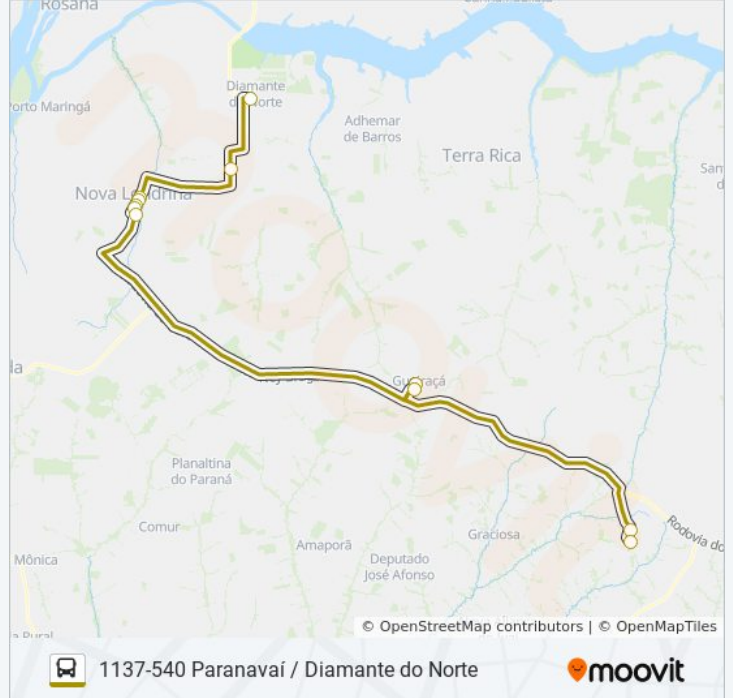 Rosana
Porto Maringá
Diamante
do Norte
Adhemar
de Barros
Terra Rica
Nova Londrina
Guairaçá
Planaltina
do Paraná
Comur
Graciosa
Rodovia do
Amaporã
Mônica
Deputado
José Afonso
a Rural
© OpenStreetMap contributors | © OpenMapTiles
1137-540 Paranavaí / Diamante do Norte
moovit